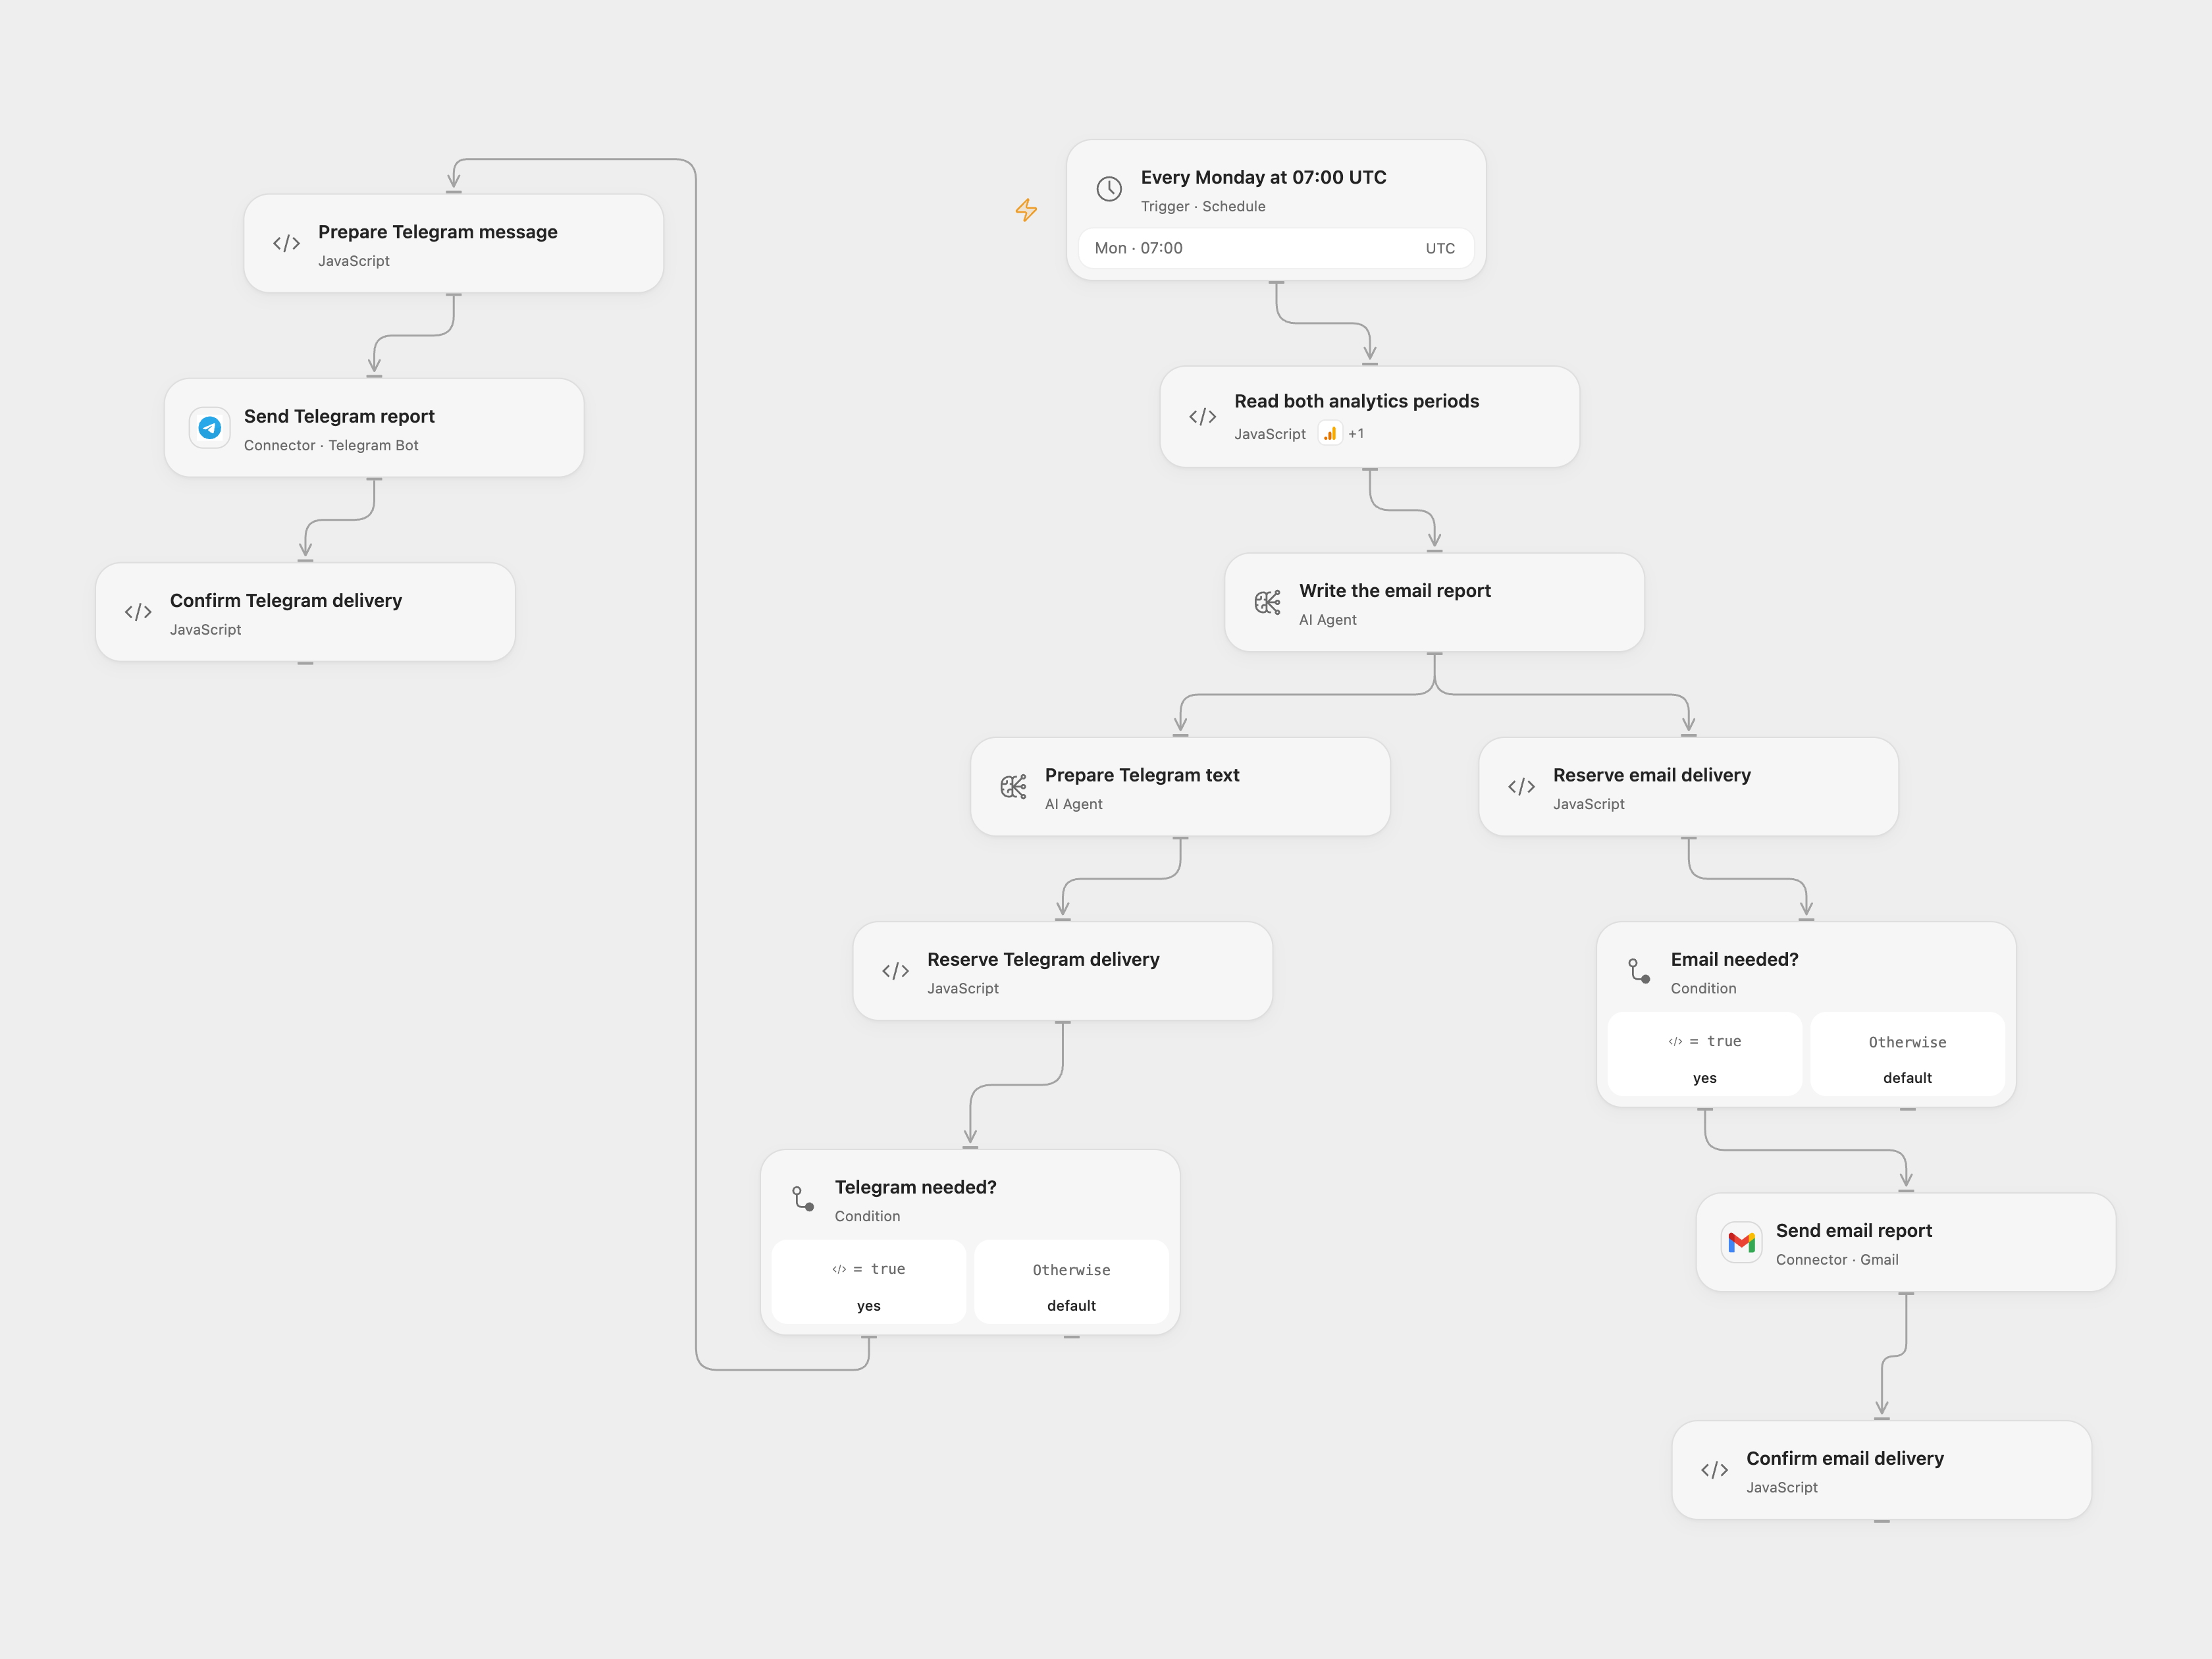 Every Monday at 07:00 UTC
Trigger · Schedule
Mon · 07:00
UTC
Read both analytics periods
JavaScript +1
Write the email report
AI Agent
Prepare Telegram text
AI Agent
Reserve Telegram delivery
JavaScript
Telegram needed?
Condition
</> = true
yes
Otherwise
default
Prepare Telegram message
JavaScript
Send Telegram report
Connector · Telegram Bot
Confirm Telegram delivery
JavaScript
Reserve email delivery
JavaScript
Email needed?
Condition
</> = true
yes
Otherwise
default
Send email report
Connector · Gmail
Confirm email delivery
JavaScript